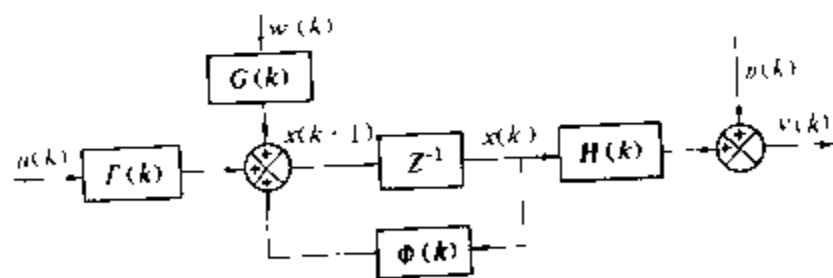 w(k)
G(k)
u(k)
Γ(k)
x(k+1)
Z⁻¹
x(k)
H(k)
v(k)
y(k)
Φ(k)
+
+
+
+
+